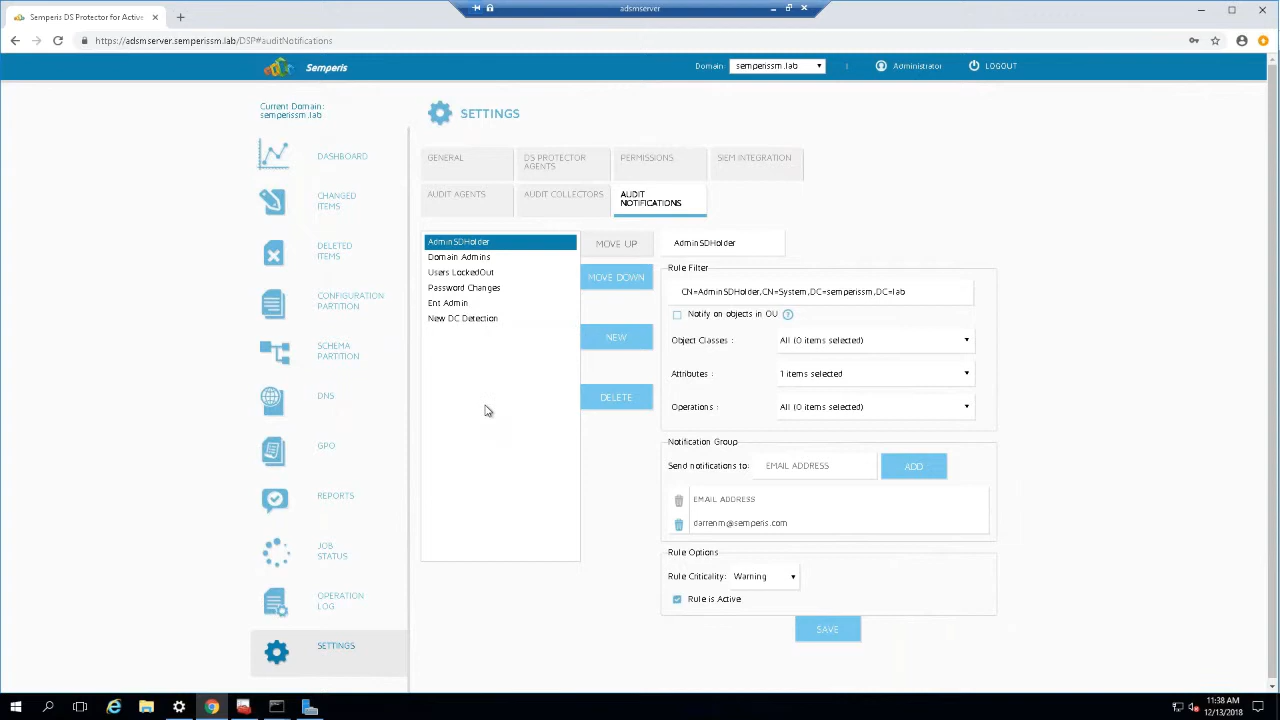 Semperis DS Protector for Active
adsmserver
https://adsmserver.semperissm.lab/DSP#auditNotifications
Semperis
Domain:
semperissm.lab
Administrator
LOGOUT
Current Domain:
semperissm.lab
DASHBOARD
CHANGED
ITEMS
DELETED
ITEMS
CONFIGURATION
PARTITION
SCHEMA
PARTITION
DNS
GPO
REPORTS
JOB
STATUS
OPERATION
LOG
SETTINGS
SETTINGS
GENERAL
DS PROTECTOR
AGENTS
PERMISSIONS
SIEM INTEGRATION
AUDIT AGENTS
AUDIT COLLECTORS
AUDIT
NOTIFICATIONS
AdminSDHolder
Domain Admins
Users LockedOut
Password Changes
Ent Admin
New DC Detection
MOVE UP
MOVE DOWN
NEW
DELETE
AdminSDHolder
Rule Filter
CN=AdminSDHolder,CN=System,DC=semperissm,DC=lab
Notify on objects in OU ?
Object Classes :
All (0 items selected)
Attributes :
1 items selected
Operations :
All (0 items selected)
Notification Group
Send notifications to:
EMAIL ADDRESS
ADD
EMAIL ADDRESS
darrenm@semperis.com
Rule Options
Rule Criticality:
Warning
Rule is Active
SAVE
11:38 AM
12/13/2018